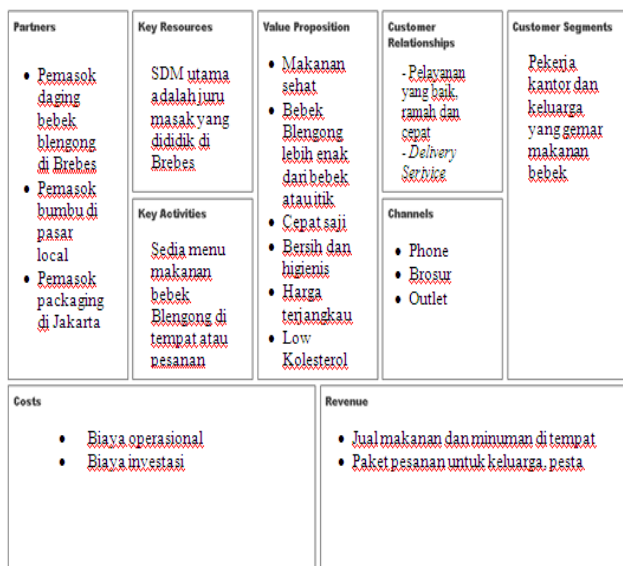 Partners
Pemasok
daging
bebek
blengong
di Brebes
Pemasok
bumbu di
pasar
local
Pemasok
packaging
di Jakarta
Key Resources
SDM utama
adalah juru
masak yang
dididik di
Brebes
Key Activities
Sedia menu
makanan
bebek
Blengong di
tempat atau
pesanan
Value Proposition
Makanan
sehat
Bebek
Blengong
lebih enak
dari bebek
atau itik
Cepat saji
Bersih dan
higienis
Harga
terjangkau
Low
Kolesterol
Customer
Relationships
- Pelayanan
yang baik,
ramah dan
cepat
- Delivery
Sertvice
Channels
Phone
Brosur
Outlet
Customer Segments
Pekerja
kantor dan
keluarga
yang gemar
makanan
bebek
Costs
Biaya operasional
Biaya investasi
Revenue
Jual makanan dan minuman di tempat
Paket pesanan untuk keluarga, pesta